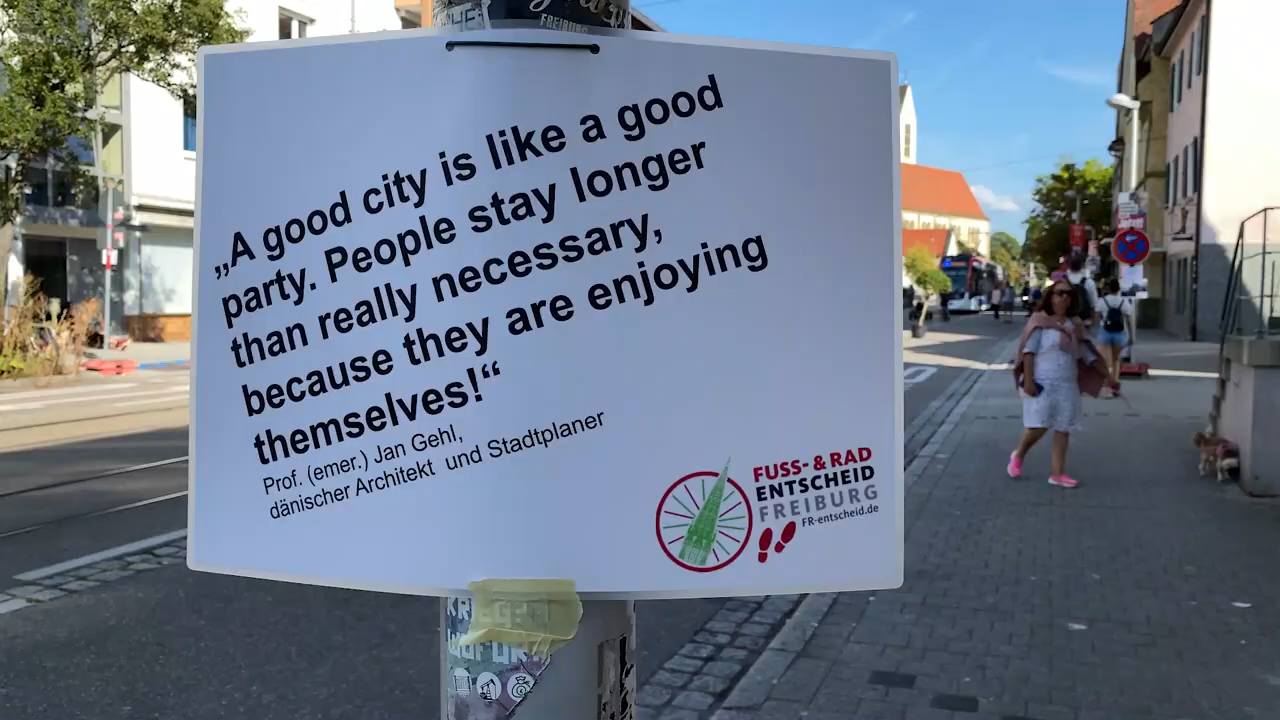 FREIBURG
„A good city is like a good
party. People stay longer
than really necessary,
because they are enjoying
themselves!“
Prof. (emer.) Jan Gehl,
dänischer Architekt und Stadtplaner
FUSS- & RAD
ENTSCHEID
FREIBURG
FR-entscheid.de